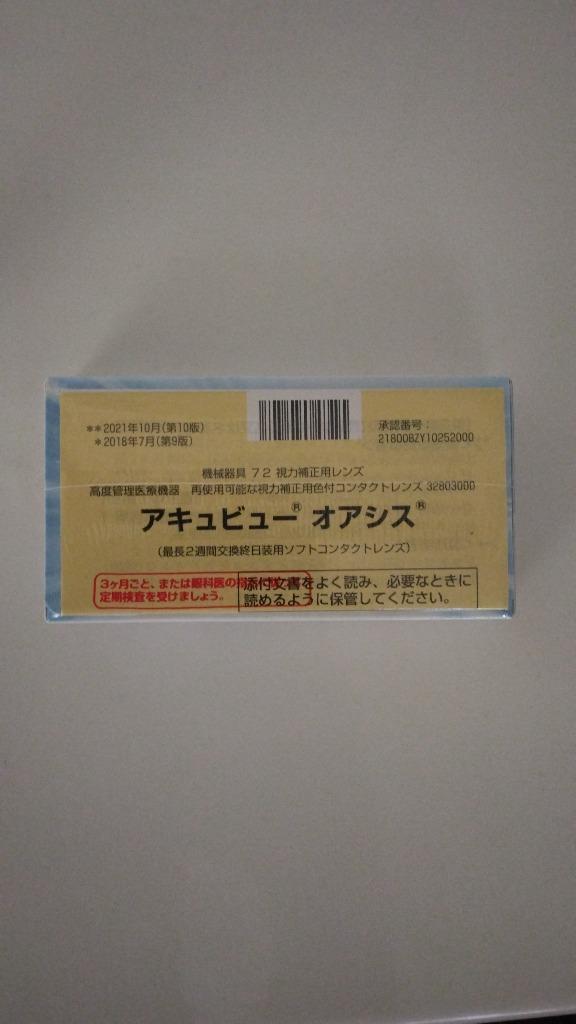 **2021年10月(第10版)
*2018年7月(第9版)
承認番号:
21800BZY10252000
機械器具 72 視力補正用レンズ
高度管理医療機器 再使用可能な視力補正用色付コンタクトレンズ 32803000
アキュビュー® オアシス®
(最長2週間交換終日装用ソフトコンタクトレンズ)
3ヶ月ごと、または眼科医の
定期検査を受けましょう。
添付文書をよく読み、必要なときに
読めるように保管してください。